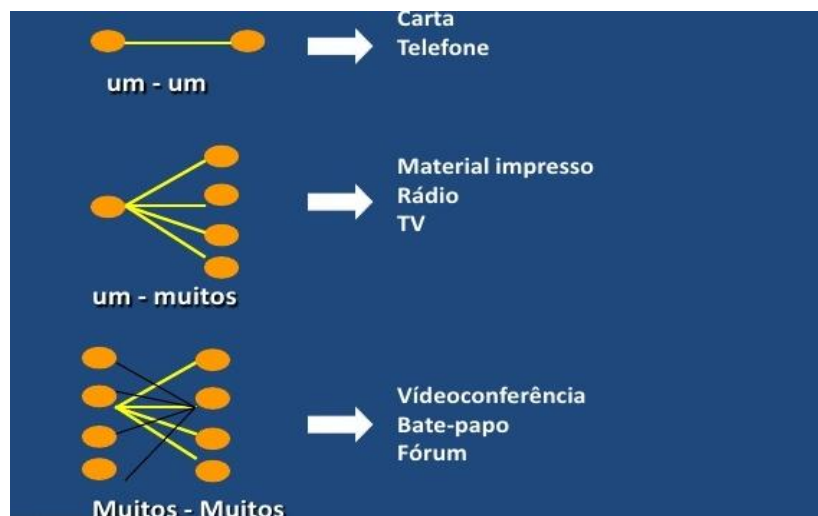 Carta
Telefone
um - um
Material impresso
Rádio
TV
um - muitos
Vídeoconferência
Bate-papo
Fórum
Muitos - Muitos